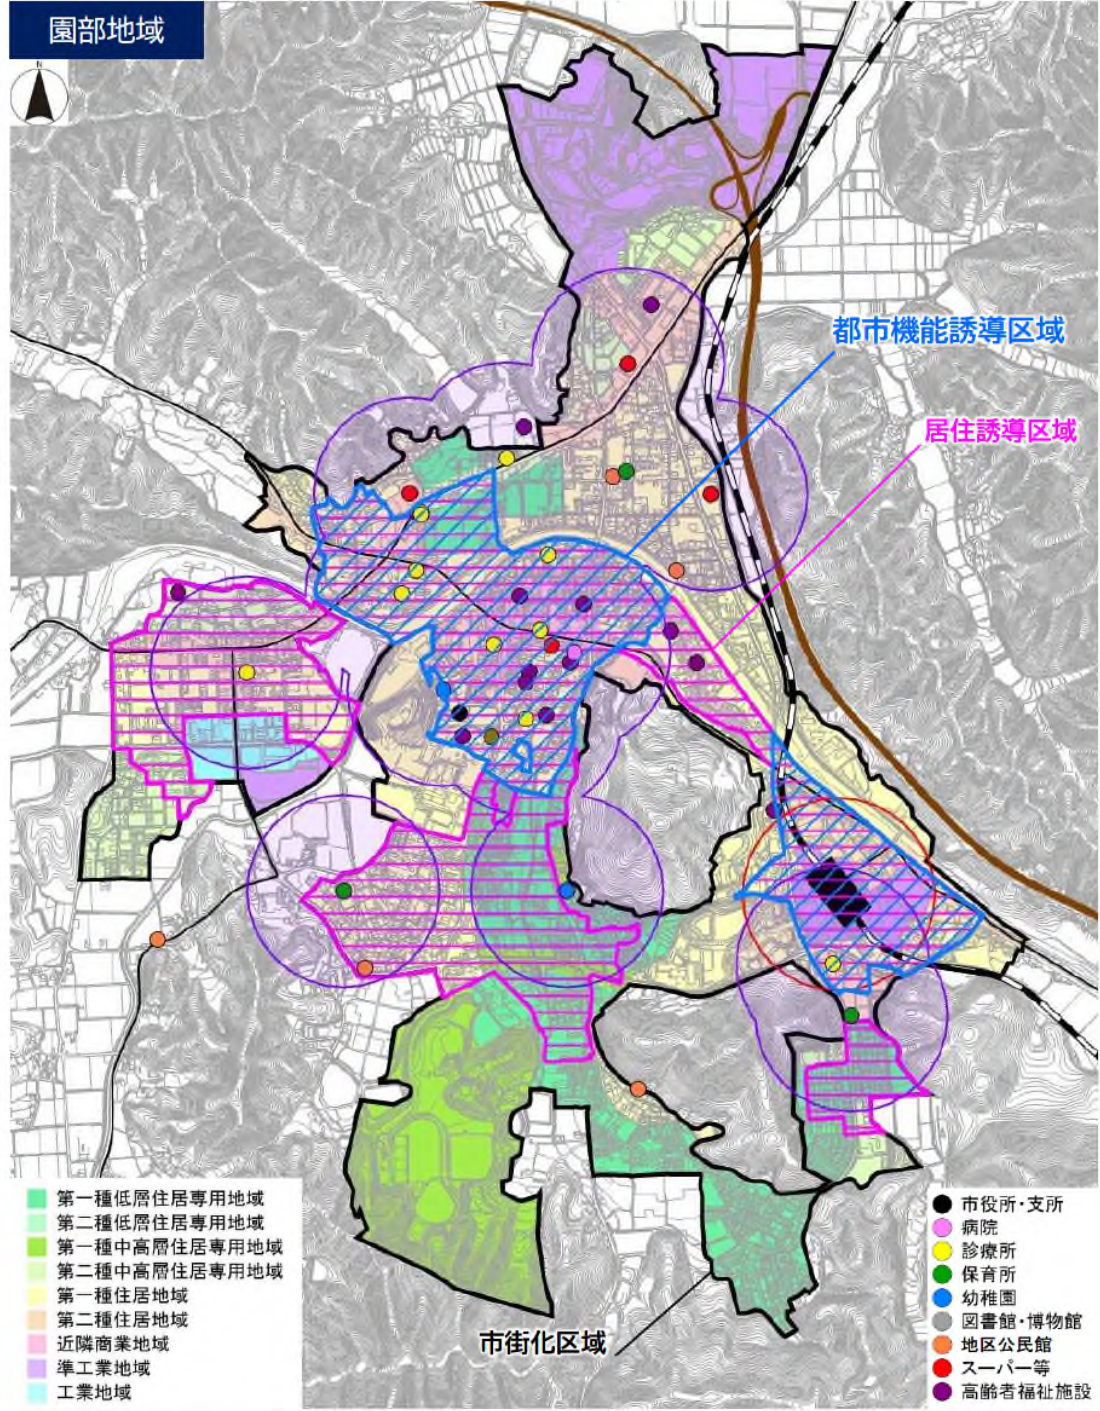 園部地域
N
都市機能誘導区域
居住誘導区域
市街化区域
第一種低層住居専用地域
第二種低層住居専用地域
第一種中高層住居専用地域
第二種中高層住居専用地域
第一種住居地域
第二種住居地域
近隣商業地域
準工業地域
工業地域
市役所・支所
病院
診療所
保育所
幼稚園
図書館・博物館
地区公民館
スーパー等
高齢者福祉施設